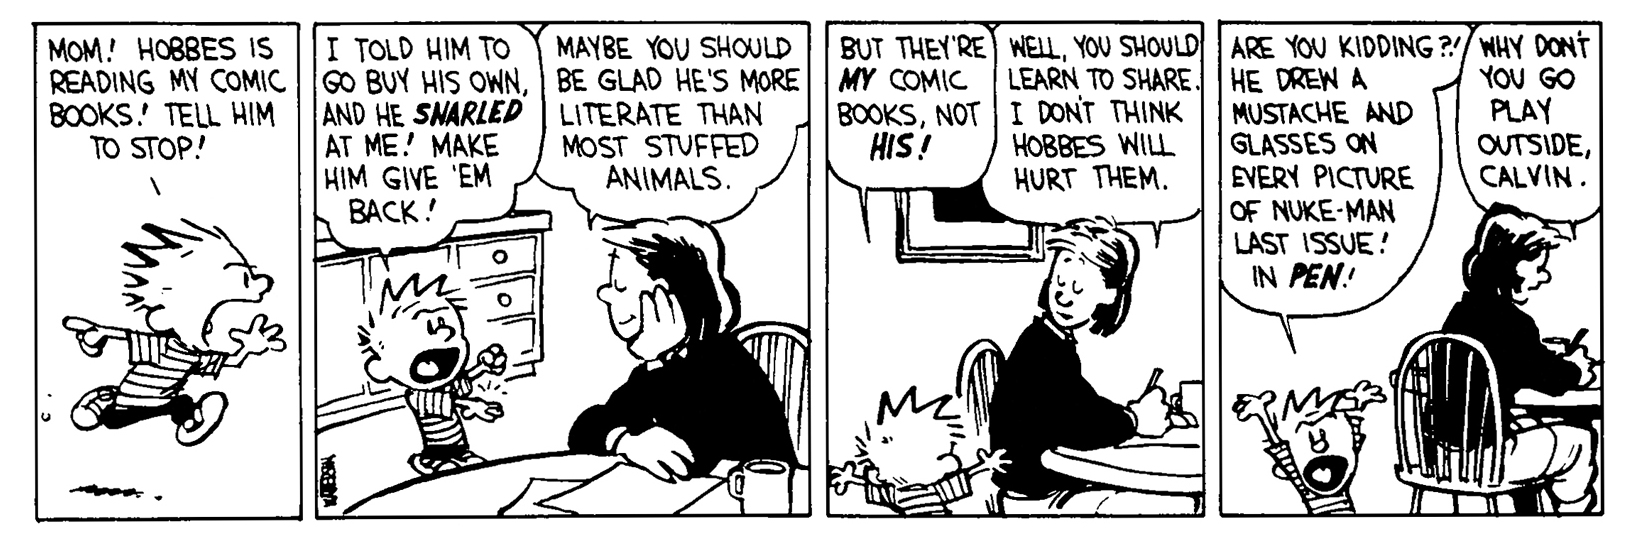 MOM! HOBBES IS
READING MY COMIC
BOOKS! TELL HIM
TO STOP!
I TOLD HIM TO
GO BUY HIS OWN,
AND HE SNARLED
AT ME! MAKE
HIM GIVE 'EM
BACK!
MAYBE YOU SHOULD
BE GLAD HE'S MORE
LITERATE THAN
MOST STUFFED
ANIMALS.
WATTERSON
BUT THEY'RE
MY COMIC
BOOKS, NOT
HIS!
WELL, YOU SHOULD
LEARN TO SHARE.
I DON'T THINK
HOBBES WILL
HURT THEM.
ARE YOU KIDDING?!
HE DREW A
MUSTACHE AND
GLASSES ON
EVERY PICTURE
OF NUKE-MAN
LAST ISSUE!
IN PEN!
WHY DON'T
YOU GO
PLAY
OUTSIDE,
CALVIN.